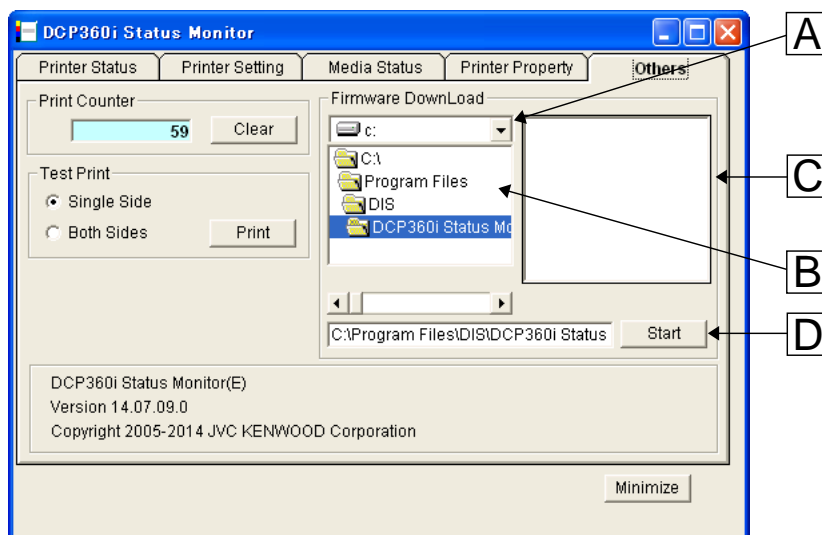 DCP360i Status Monitor
Printer Status
Printer Setting
Media Status
Printer Property
Others
Print Counter
59
Clear
Test Print
Single Side
Both Sides
Print
Firmware DownLoad
c:
C:\
Program Files
DIS
DCP360i Status Mo
C:\Program Files\DIS\DCP360i Status
Start
A
C
B
D
DCP360i Status Monitor(E)
Version 14.07.09.0
Copyright 2005-2014 JVC KENWOOD Corporation
Minimize